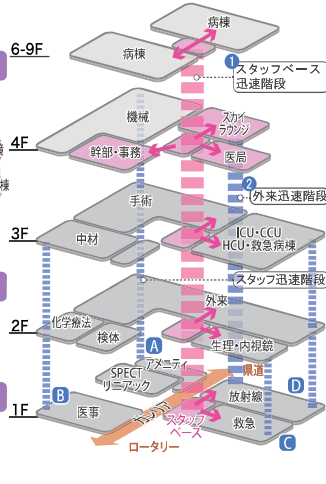 病棟
6-9F
病棟
1
スタッフベース
迅速階段
機械
スカイ
ラウンジ
4F
幹部・事務
医局
棟
2
外来迅速階段
手術
3F
中材
ICU・CCU
HCU・救急病棟
スタッフ迅速階段
外来
化学療法
2F
検体
生理・内視鏡
A
アメニティ
SPECT
リニアック
県道
B
D
放射線
1F
医事
スタッフ
ベース
救急
ロータリー
C